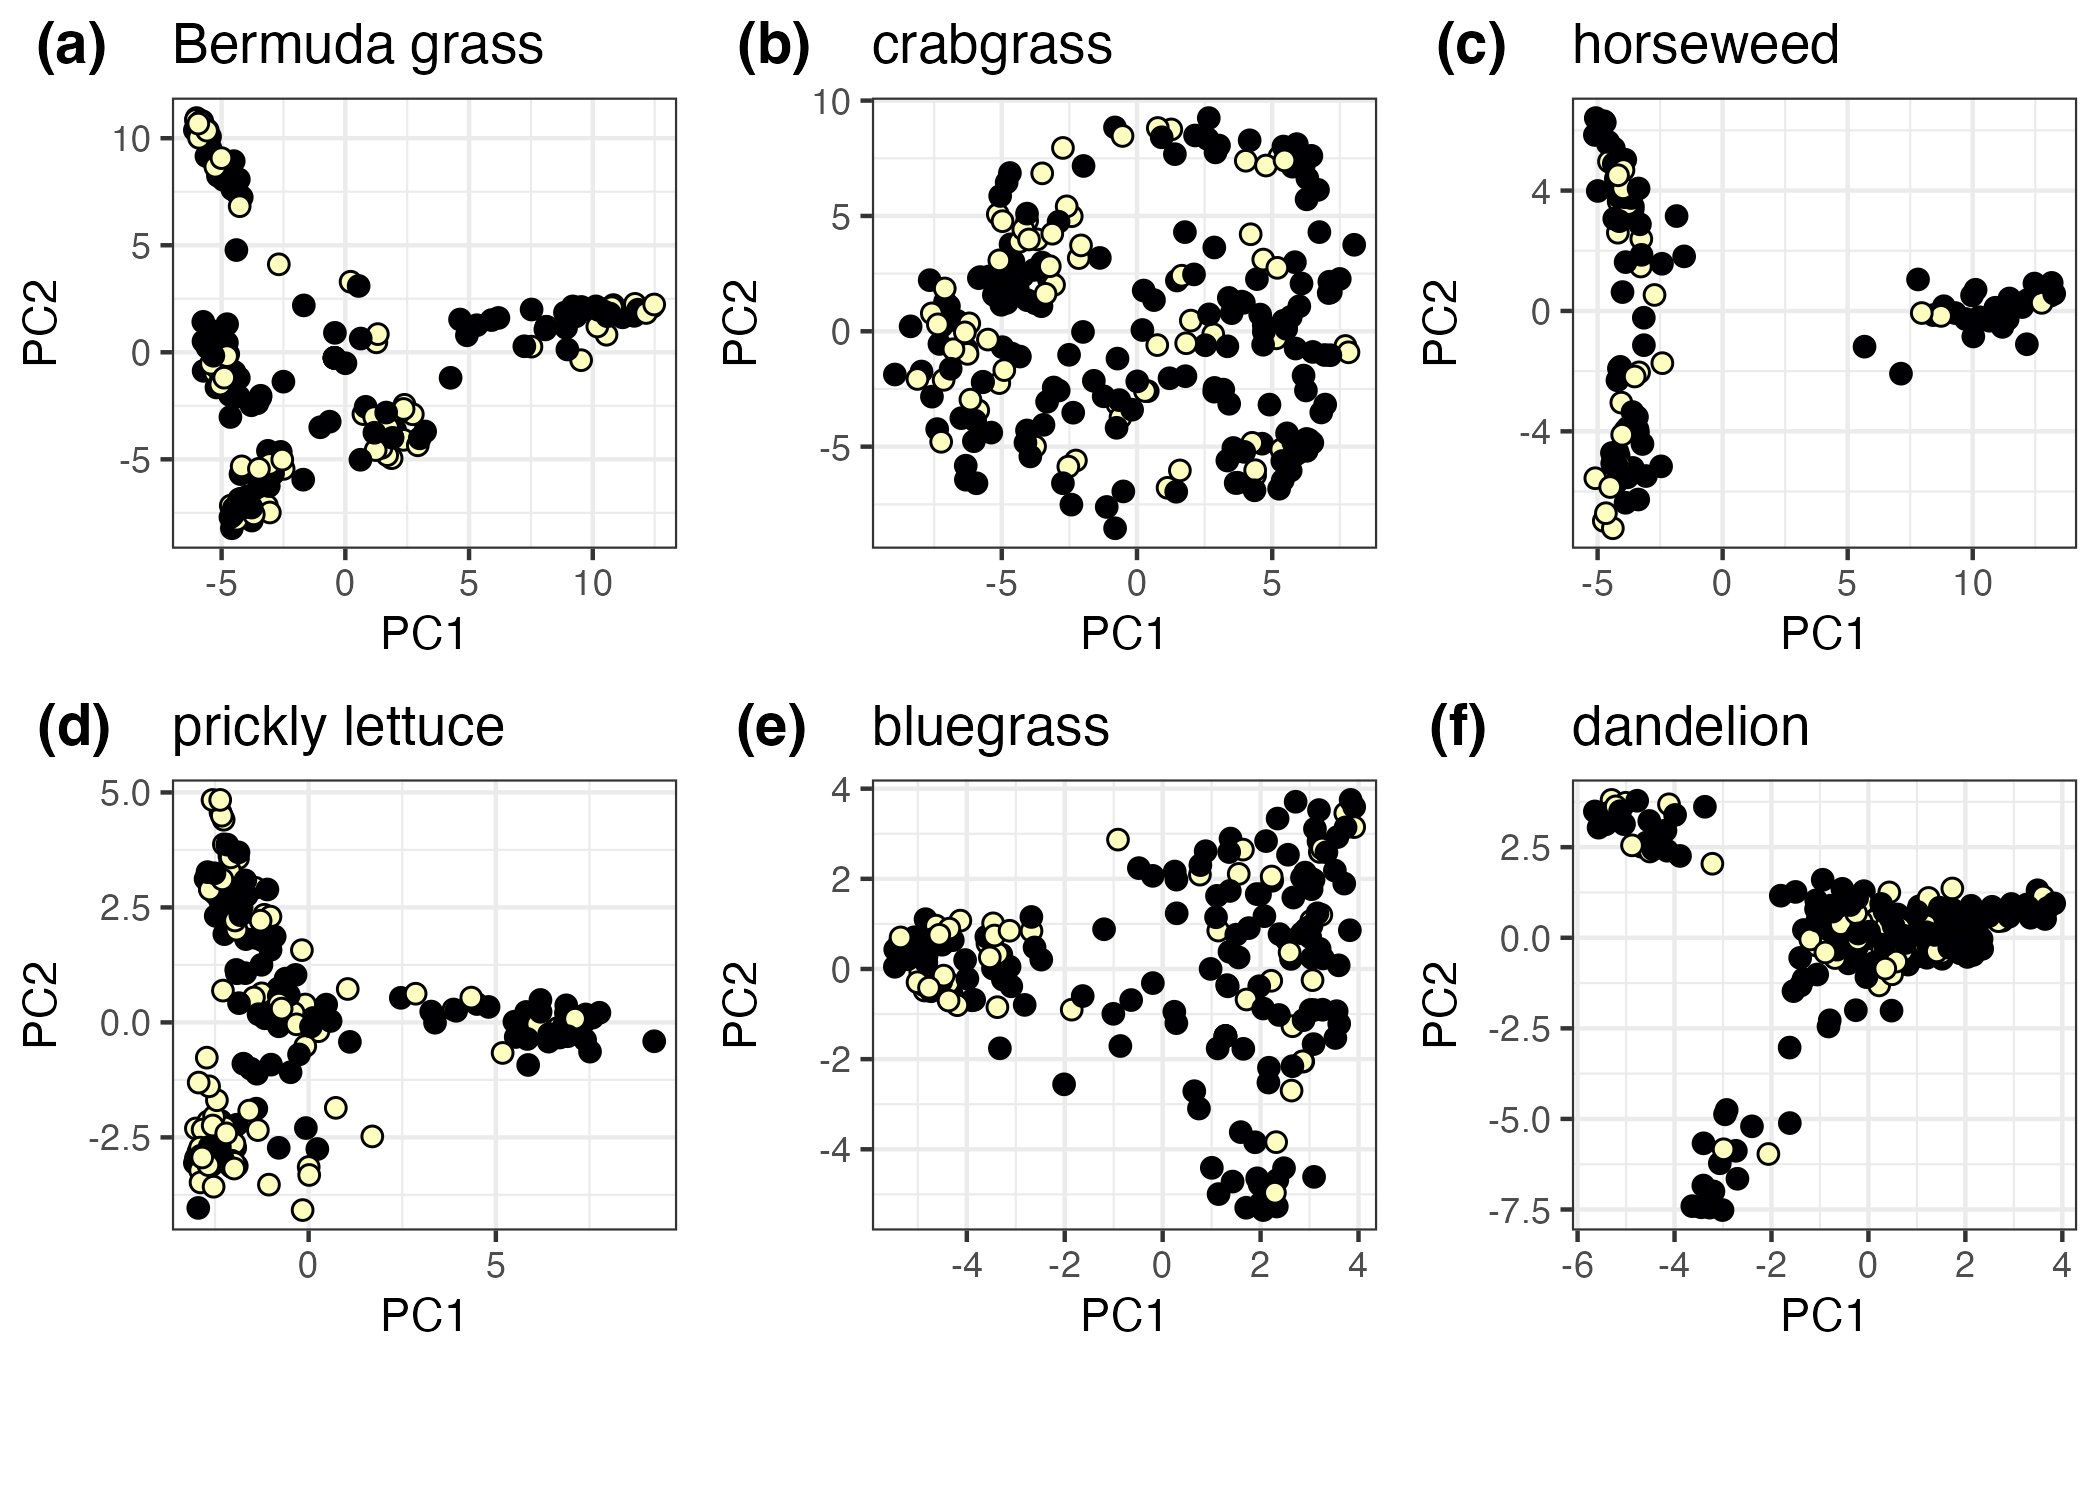 (a) Bermuda grass
10
5
0
-5
PC2
-5 0 5 10
PC1
(b) crabgrass
10
5
0
-5
PC2
-5 0 5
PC1
(c) horseweed
4
0
-4
PC2
-5 0 5 10
PC1
(d) prickly lettuce
5.0
2.5
0.0
-2.5
PC2
0 5
PC1
(e) bluegrass
4
2
0
-2
-4
PC2
-4 -2 0 2 4
PC1
(f) dandelion
2.5
0.0
-2.5
-5.0
-7.5
PC2
-6 -4 -2 0 2 4
PC1